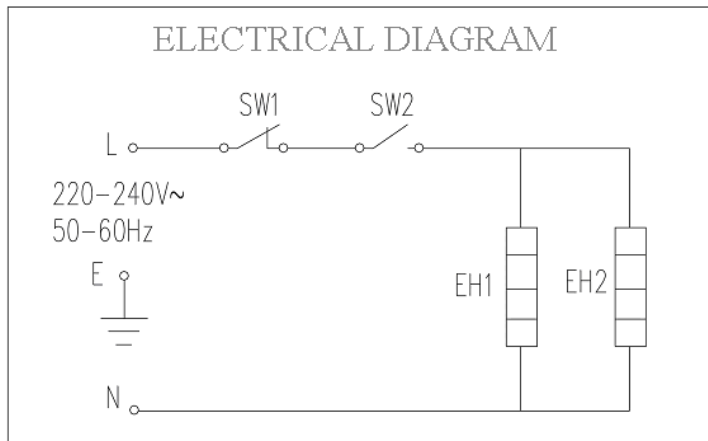 ELECTRICAL DIAGRAM
SW1 SW2
L
220-240V~
50-60Hz
E
EH1 EH2
N